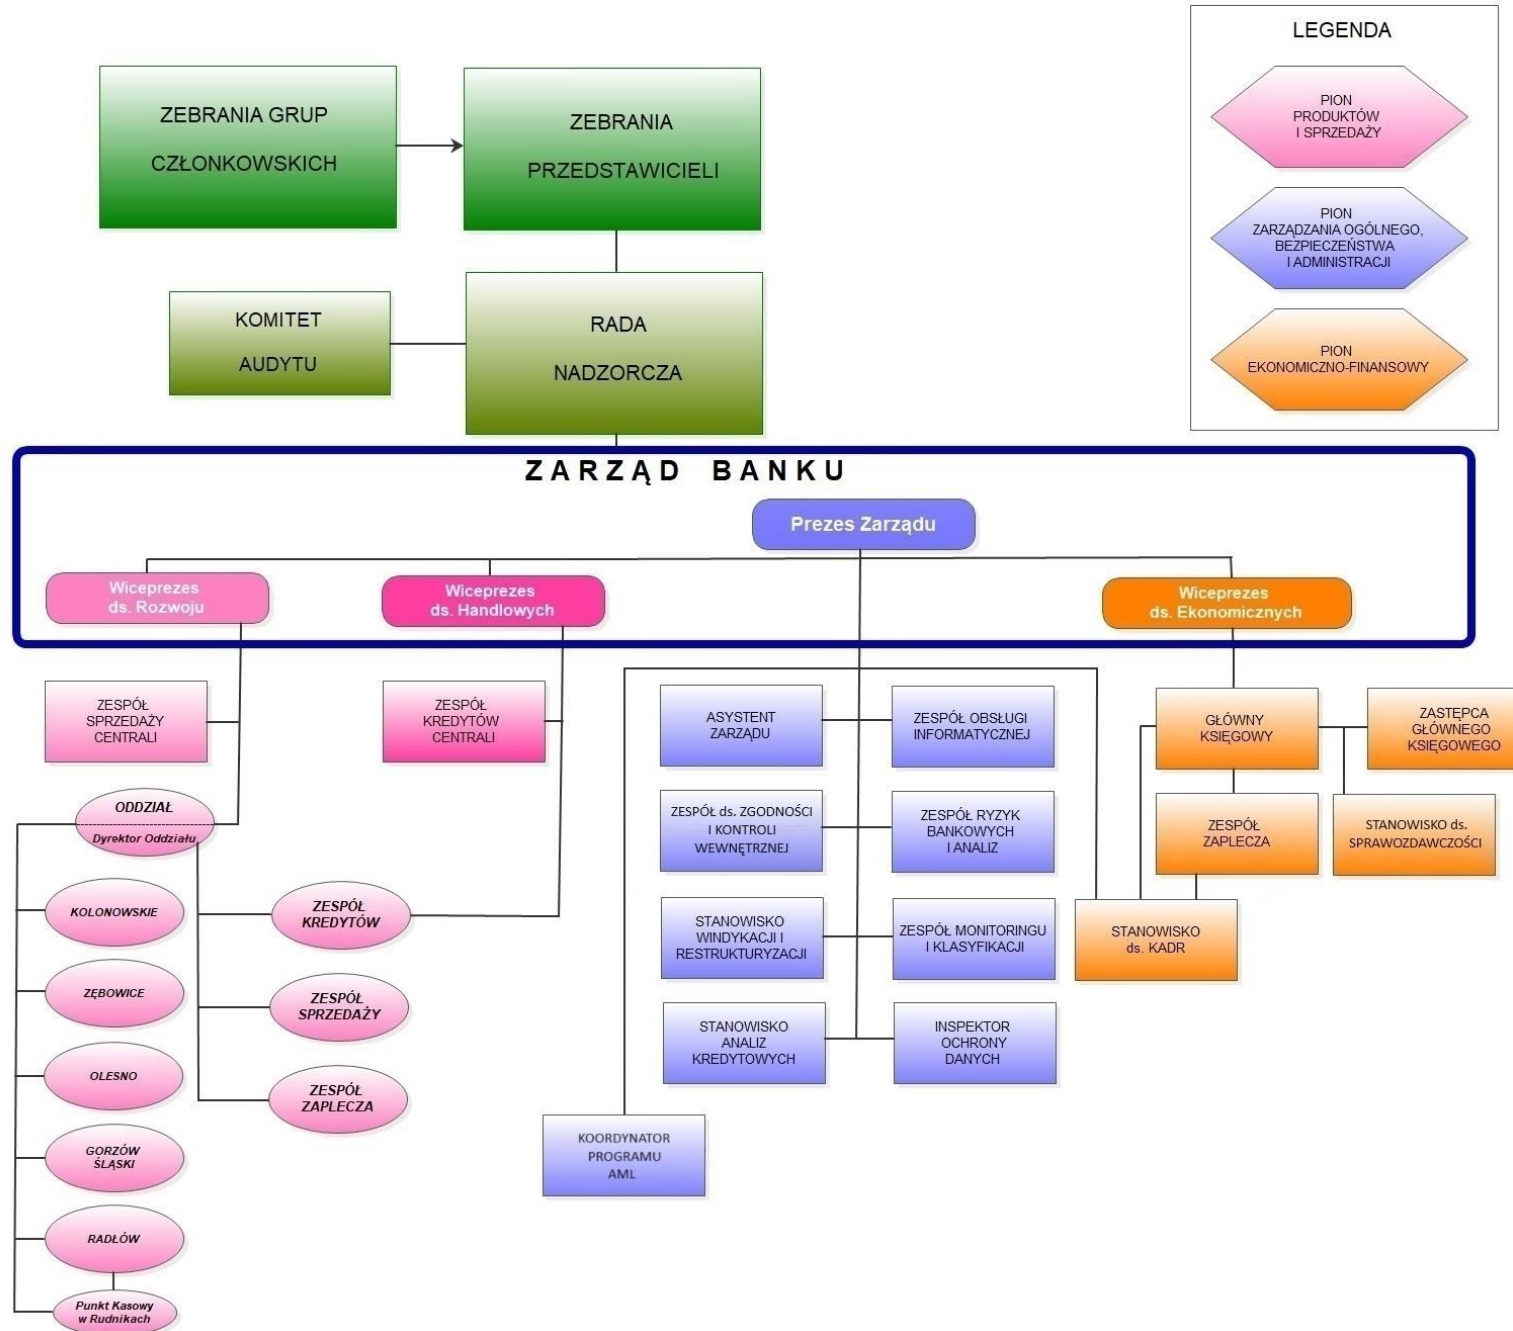 LEGENDA
PION
PRODUKTÓW
I SPRZEDAŻY
PION
ZARZĄDZANIA OGÓLNEGO,
BEZPIECZEŃSTWA
I ADMINISTRACJI
PION
EKONOMICZNO-FINANSOWY
ZEBRANIA GRUP
CZŁONKOWSKICH
ZEBRANIA
PRZEDSTAWICIELI
KOMITET
AUDYTU
RADA
NADZORCZA
ZARZĄD BANKU
Prezes Zarządu
Wiceprezes
ds. Rozwoju
Wiceprezes
ds. Handlowych
Wiceprezes
ds. Ekonomicznych
ZESPÓŁ
SPRZEDAŻY
CENTRALI
ZESPÓŁ
KREDYTÓW
CENTRALI
ASYSTENT
ZARZĄDU
ZESPÓŁ OBSŁUGI
INFORMATYCZNEJ
GŁÓWNY
KSIĘGOWY
ZASTĘPCA
GŁÓWNEGO
KSIĘGOWEGO
ODDZIAŁ
Dyrektor Oddziału
ZESPÓŁ ds. ZGODNOŚCI
I KONTROLI
WEWNĘTRZNEJ
ZESPÓŁ RYZYK
BANKOWYCH
I ANALIZ
ZESPÓŁ
ZAPLECZA
STANOWISKO ds.
SPRAWOZDAWCZOŚCI
KOLONOWSKIE
ZESPÓŁ
KREDYTÓW
STANOWISKO
WINDYKACJI I
RESTRUKTURYZACJI
ZESPÓŁ MONITORINGU
I KLASYFIKACJI
STANOWISKO
ds. KADR
ZĘBOWICE
ZESPÓŁ
SPRZEDAŻY
STANOWISKO
ANALIZ
KREDYTOWYCH
INSPEKTOR
OCHRONY
DANYCH
OLESNO
ZESPÓŁ
ZAPLECZA
GORZÓW
ŚLĄSKI
KOORDYNATOR
PROGRAMU
AML
RADŁÓW
Punkt Kasowy
w Rudnikach